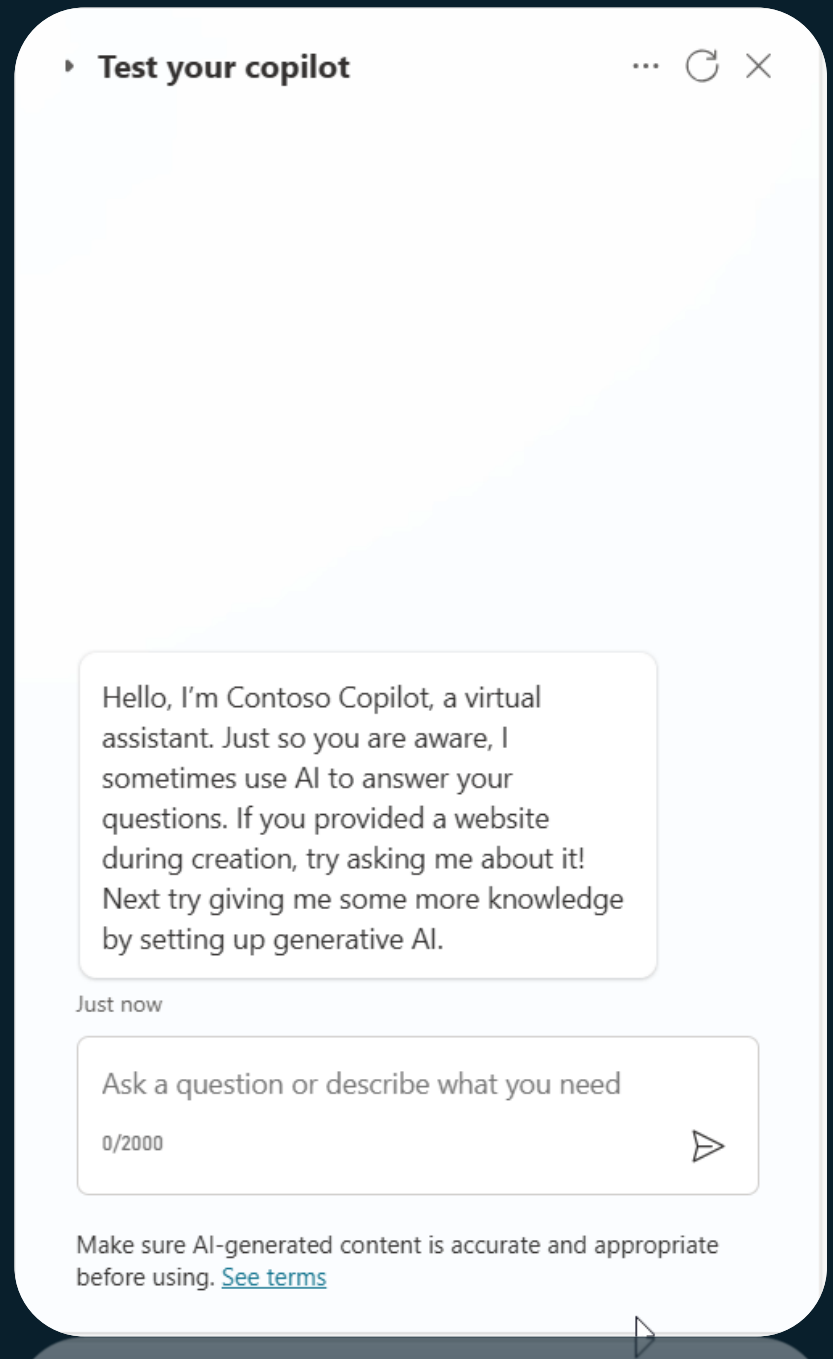 Test your copilot
Hello, I’m Contoso Copilot, a virtual
assistant. Just so you are aware, I
sometimes use AI to answer your
questions. If you provided a website
during creation, try asking me about it!
Next try giving me some more knowledge
by setting up generative AI.
Just now
Ask a question or describe what you need
0/2000
Make sure AI-generated content is accurate and appropriate
before using. See terms